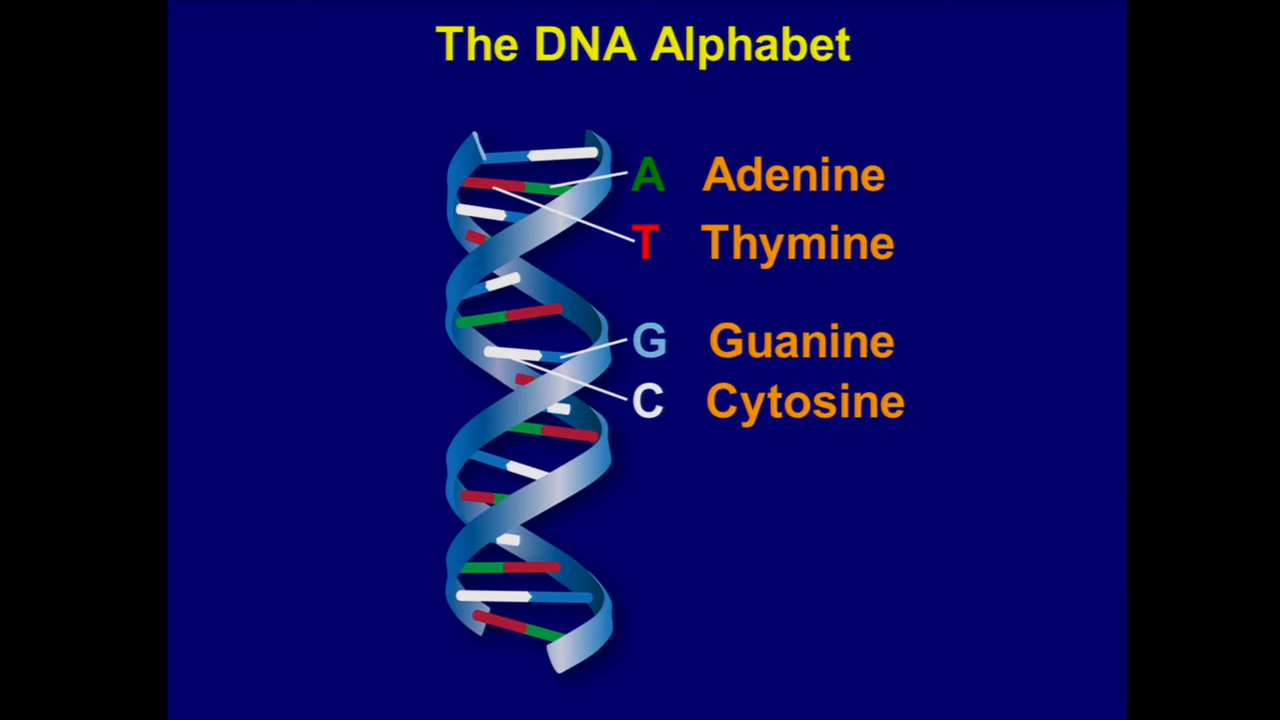 The DNA Alphabet
A Adenine
T Thymine
G Guanine
C Cytosine